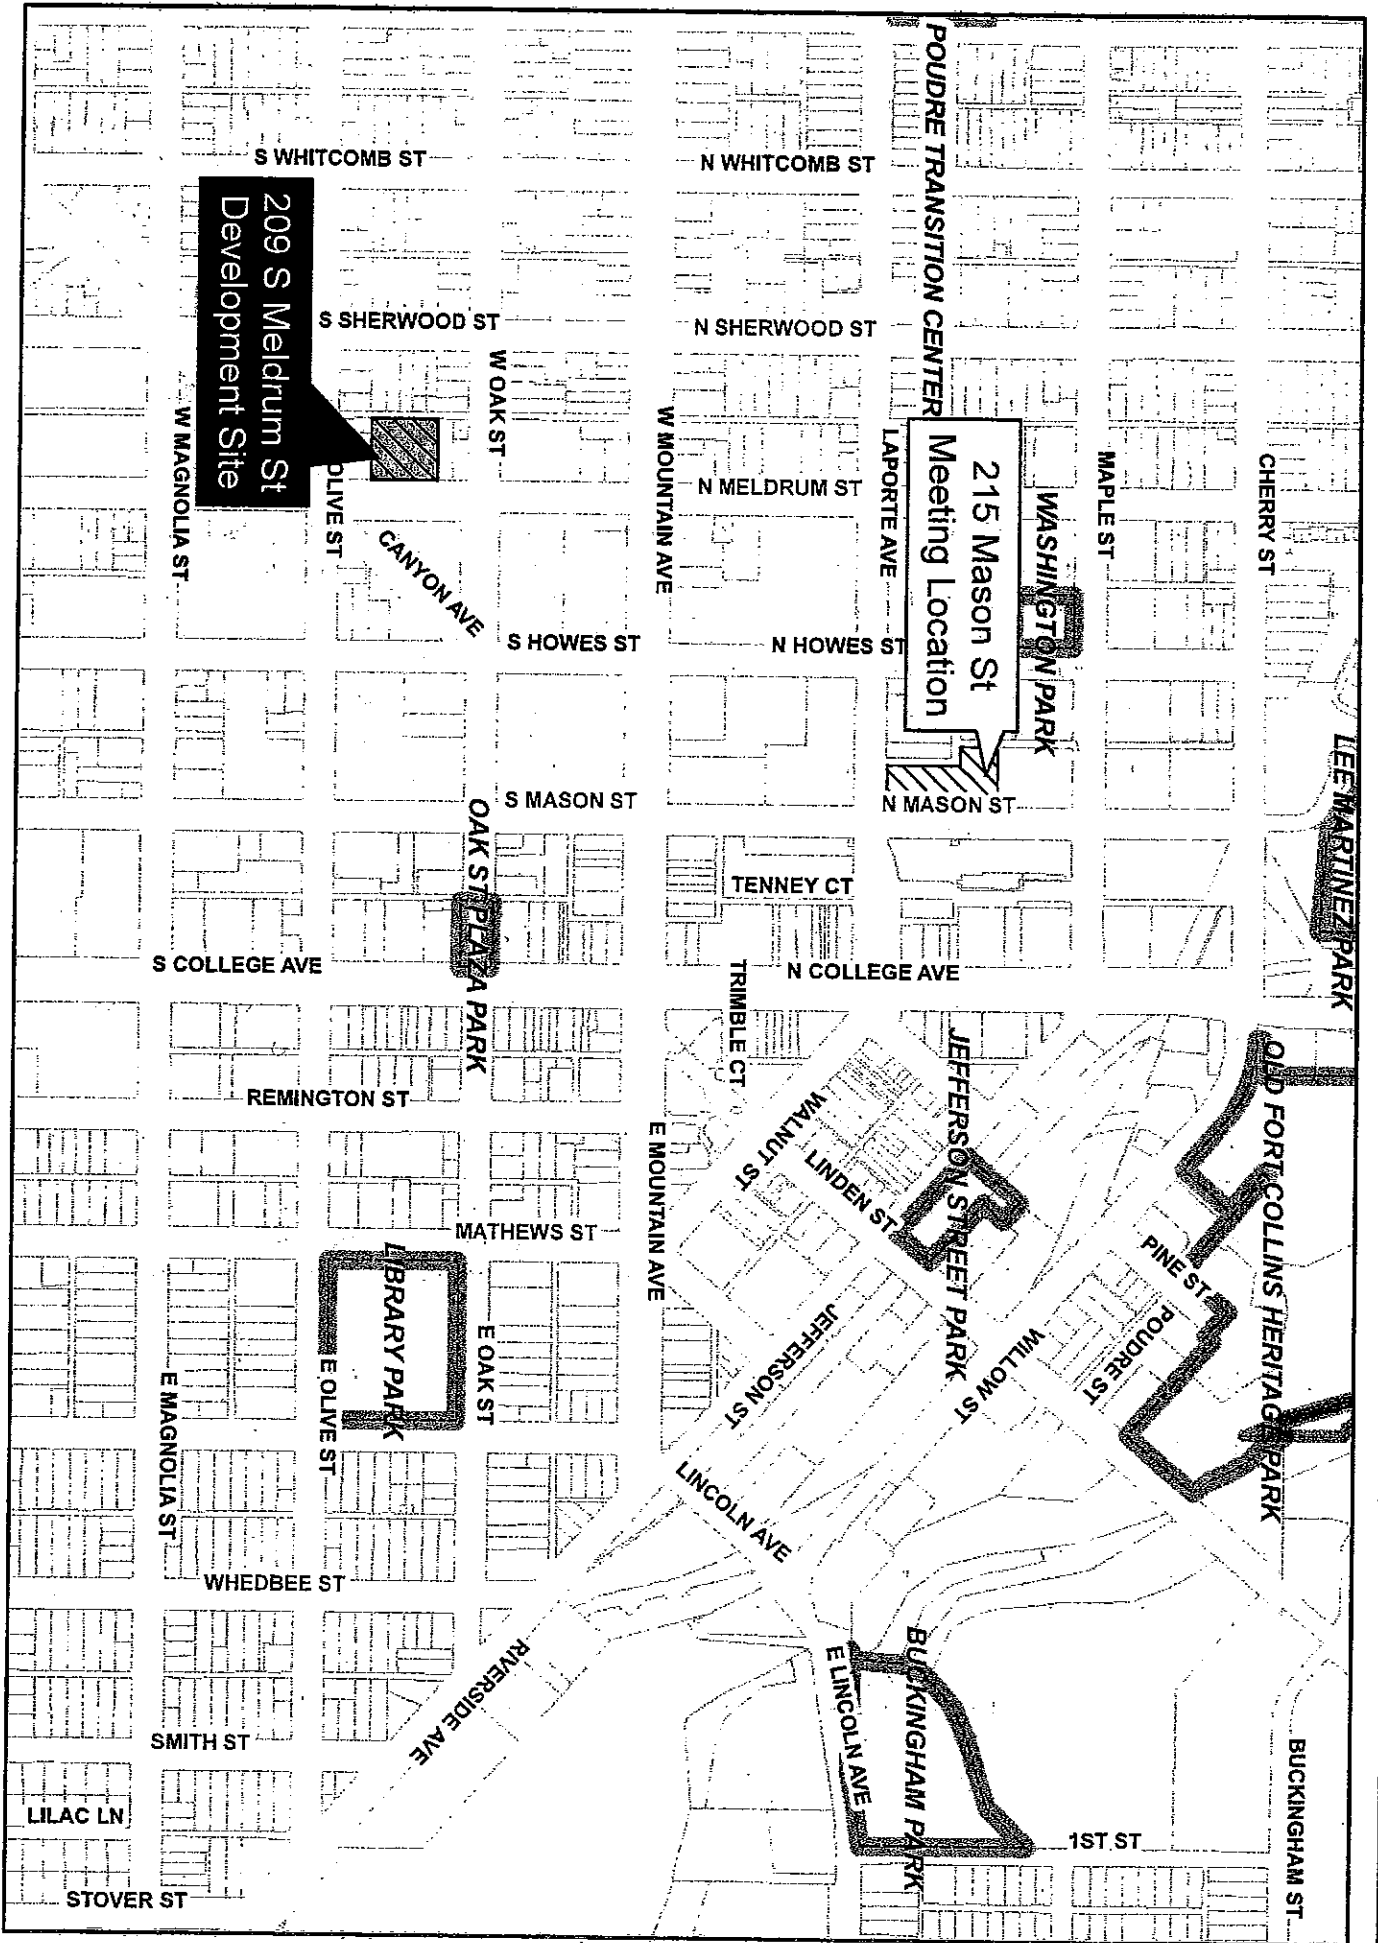 POUDRE TRANSITION CENTER
S WHITCOMB ST
N WHITCOMB ST
209 S Meldrum St
Development Site
S SHERWOOD ST
N SHERWOOD ST
W OAK ST
W MAGNOLIA ST
OLIVE ST
W MOUNTAIN AVE
LAPORTE AVE
215 Mason St
Meeting Location
N MELDRUM ST
MAPLE ST
CHERRY ST
WASHINGTON PARK
CANYON AVE
S HOWES ST
N HOWES ST
LEE MARTINEZ PARK
S MASON ST
N MASON ST
OAK ST PLAZA PARK
TENNEY CT
S COLLEGE AVE
N COLLEGE AVE
TRIMBLE CT
JEFFERSON STREET PARK
OLD FORT COLLINS HERITAGE PARK
REMINGTON ST
WALNUT ST
LINDEN ST
E MOUNTAIN AVE
MATHEWS ST
LIBRARY PARK
PINE ST
POUDRE ST
JEFFERSON ST
WILLOW ST
E OAK ST
E OLIVE ST
E MAGNOLIA ST
LINCOLN AVE
WHEDBEE ST
RIVERSIDE AVE
BUCKINGHAM PARK
E LINCOLN AVE
SMITH ST
BUCKINGHAM ST
LILAC LN
1ST ST
STOVER ST